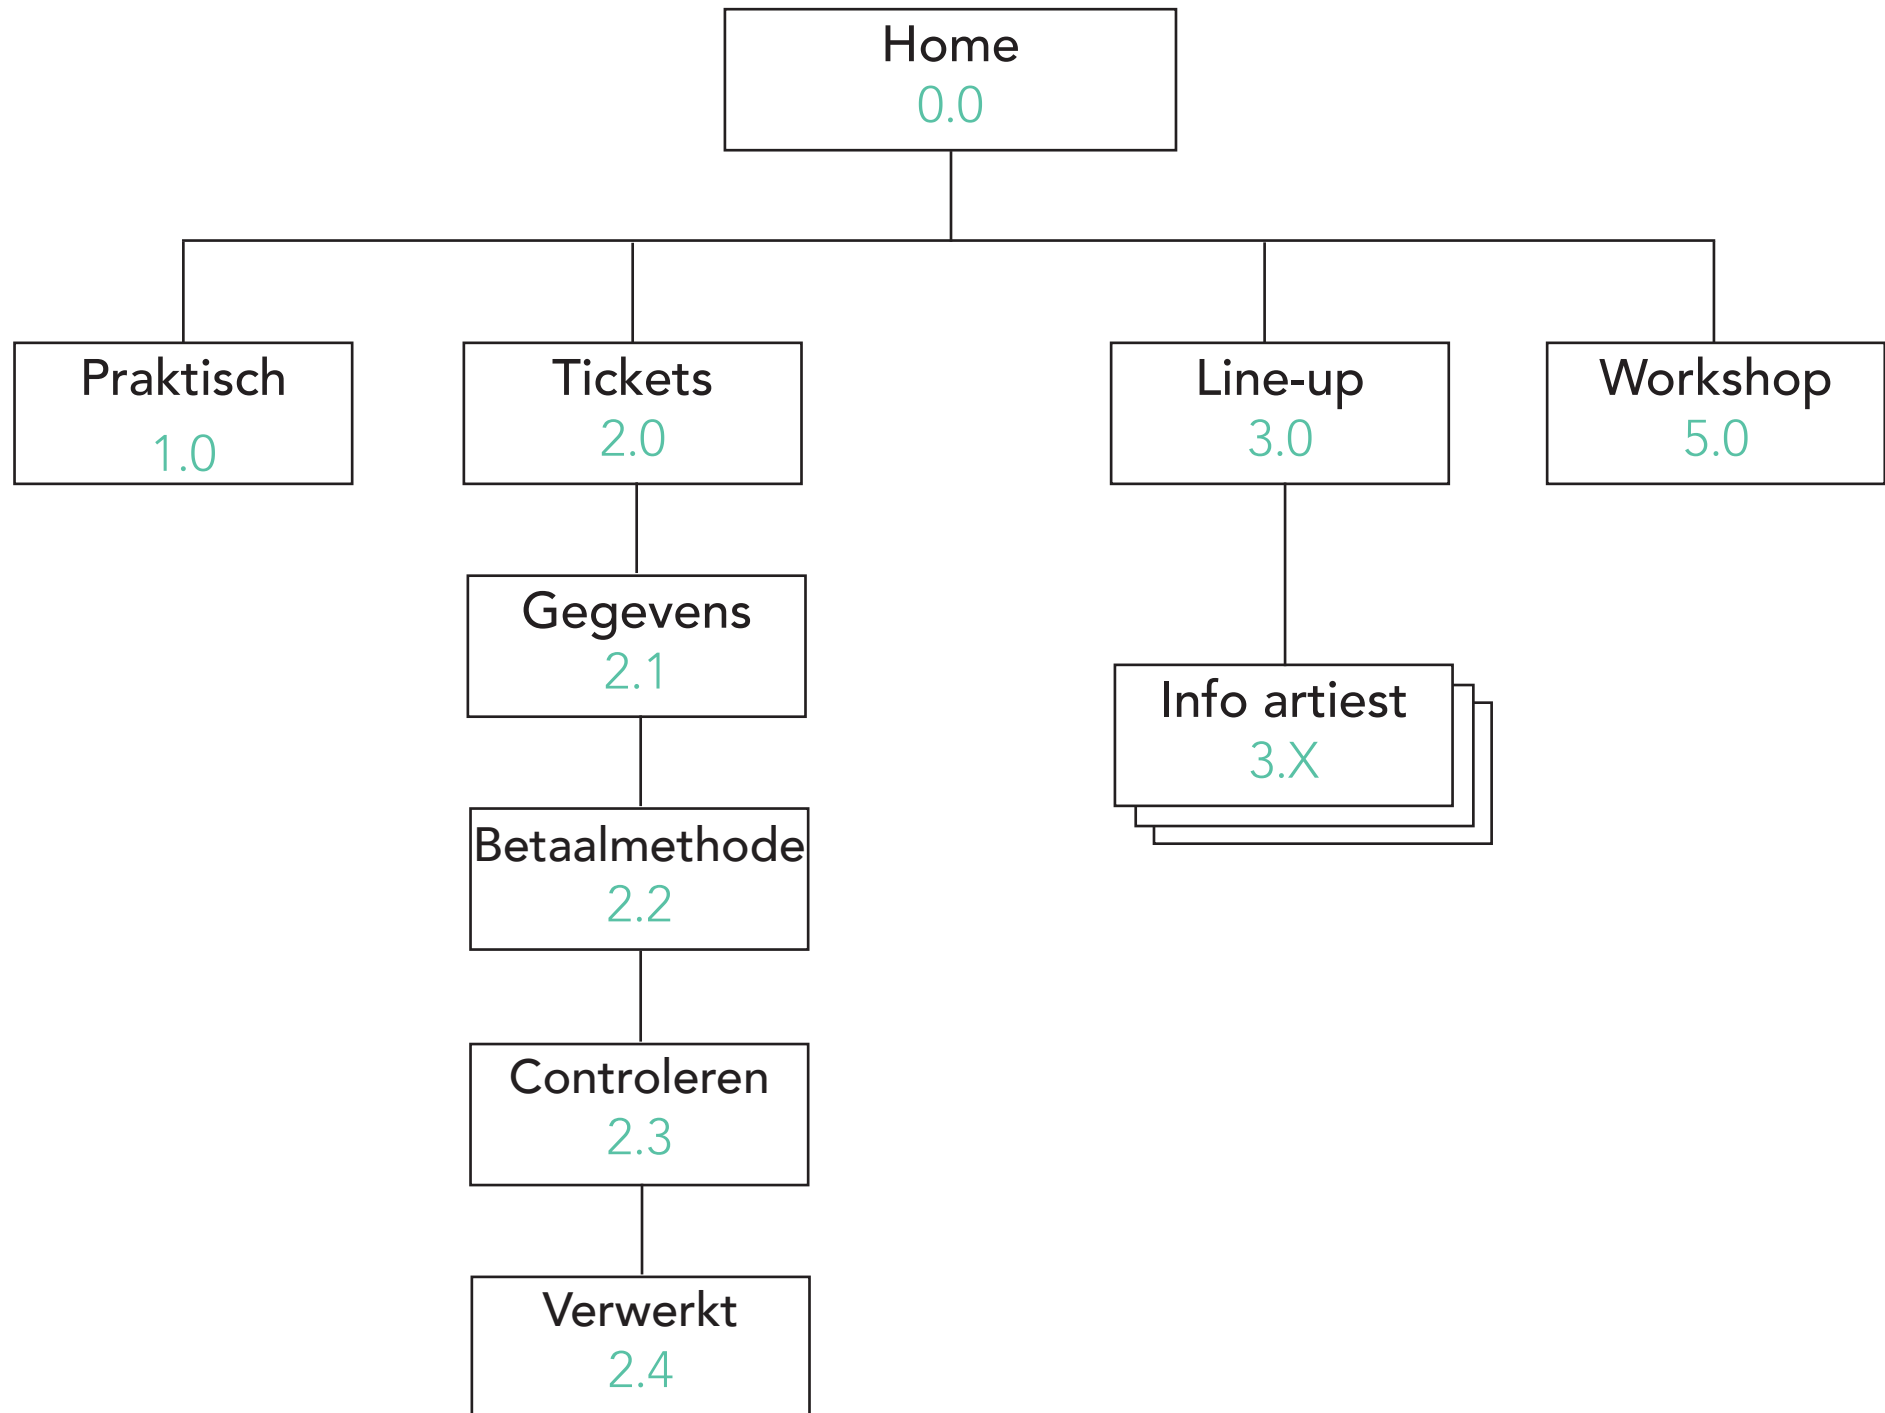 Home
0.0
Praktisch
1.0
Tickets
2.0
Line-up
3.0
Workshop
5.0
Gegevens
2.1
Info artiest
3.X
Betaalmethode
2.2
Controleren
2.3
Verwerkt
2.4